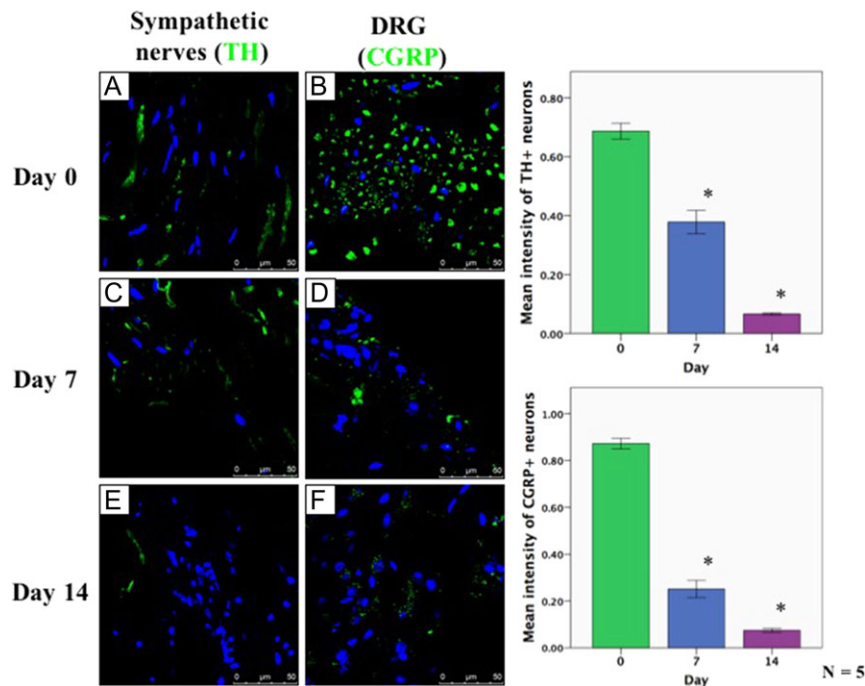 Sympathetic
nerves (TH)
DRG
(CGRP)
Day 0
A
0 µm 50
B
0 µm 50
Day 7
C
0 µm 50
D
0 µm 50
Day 14
E
0 µm 50
F
0 µm 50
Mean intensity of TH+ neurons
0.80
0.60
0.40
0.20
0.00
*
*
0 7 14
Day
Mean intensity of CGRP+ neurons
1.00
0.80
0.60
0.40
0.20
0.00
*
*
0 7 14
Day
N = 5